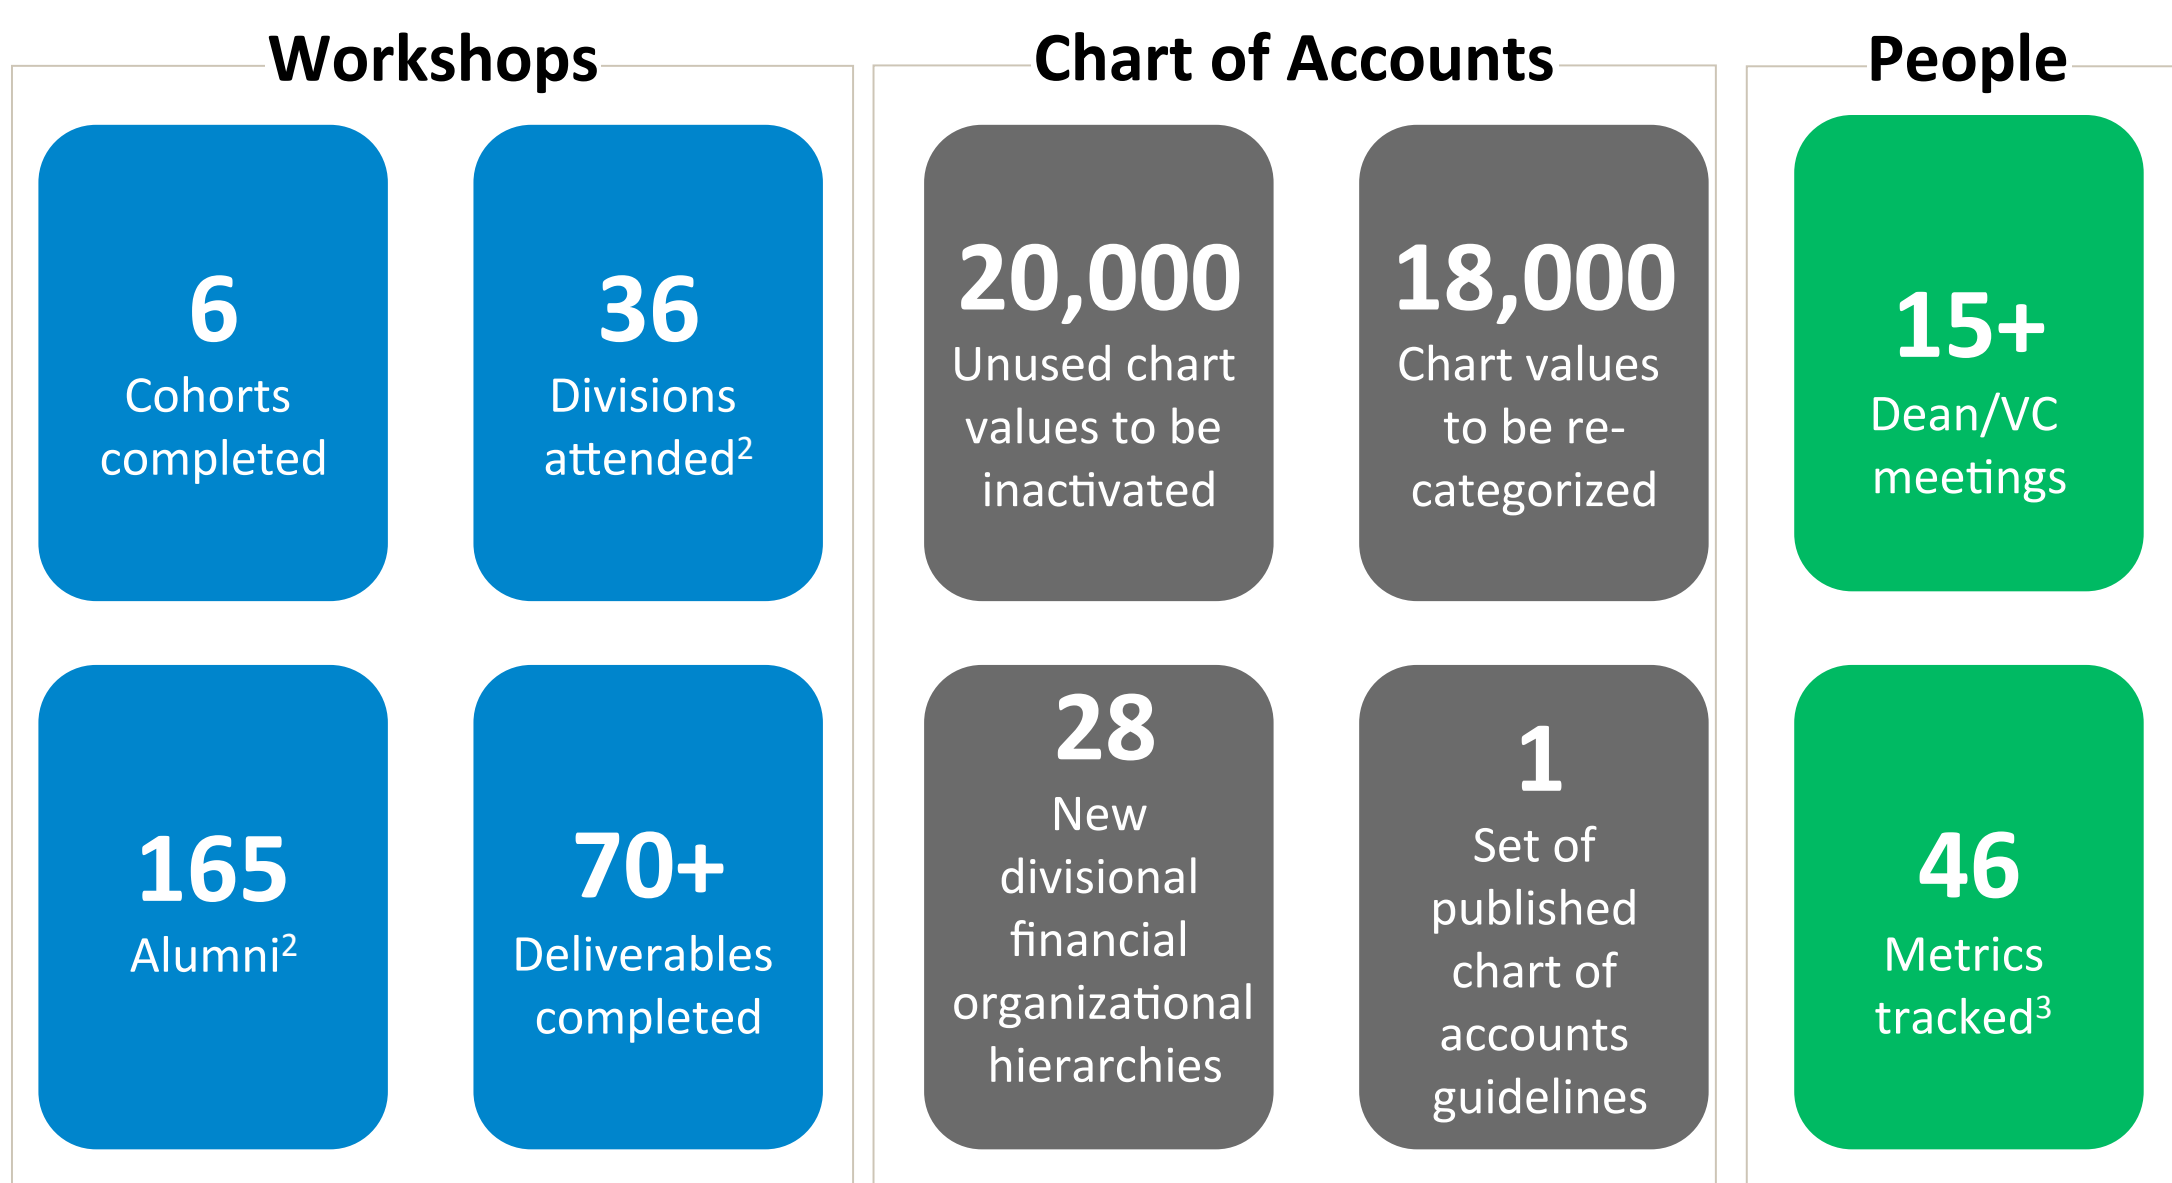 Workshops
6
Cohorts
completed
36
Divisions
attended²
165
Alumni²
70+
Deliverables
completed
Chart of Accounts
20,000
Unused chart
values to be
inactivated
18,000
Chart values
to be re-
categorized
28
New
divisional
financial
organizational
hierarchies
1
Set of
published
chart of
accounts
guidelines
People
15+
Dean/VC
meetings
46
Metrics
tracked³